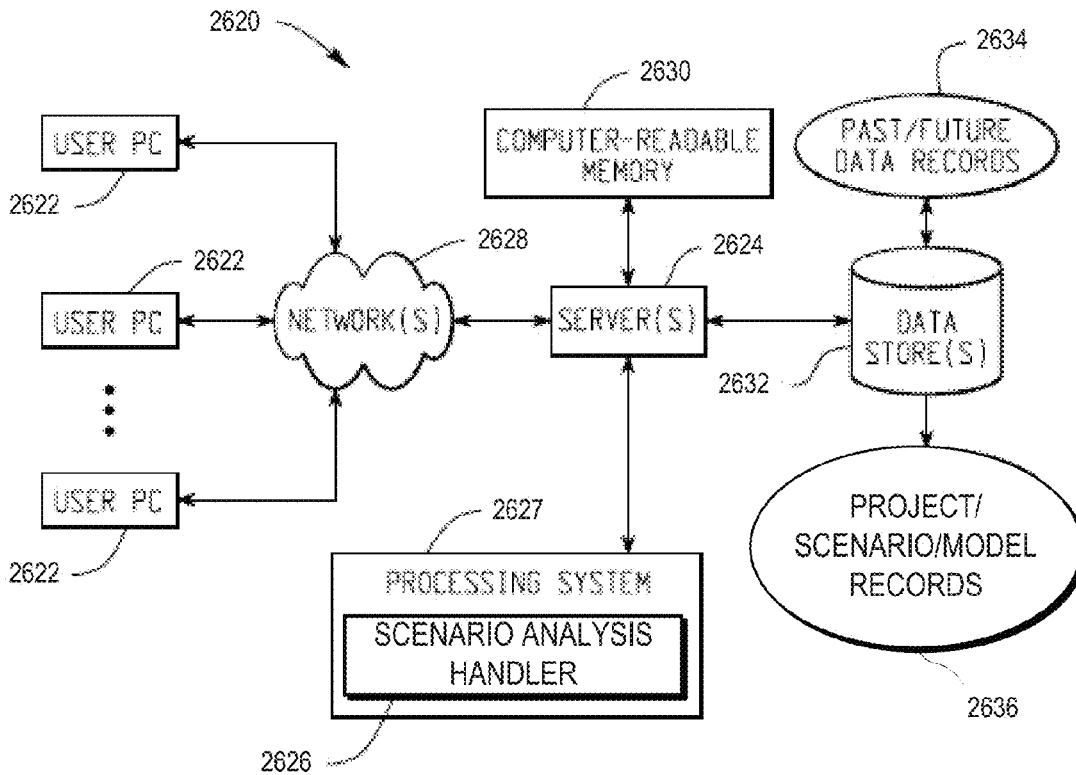 2620
2634
2630
USER PC
COMPUTER-READABLE
MEMORY
PAST/FUTURE
DATA RECORDS
2622
2628
2624
2622
USER PC
NETWORK(S)
SERVER(S)
DATA
STORE(S)
2632
USER PC
2627
2622
PROCESSING SYSTEM
SCENARIO ANALYSIS
HANDLER
PROJECT/
SCENARIO/MODEL
RECORDS
2626
2636